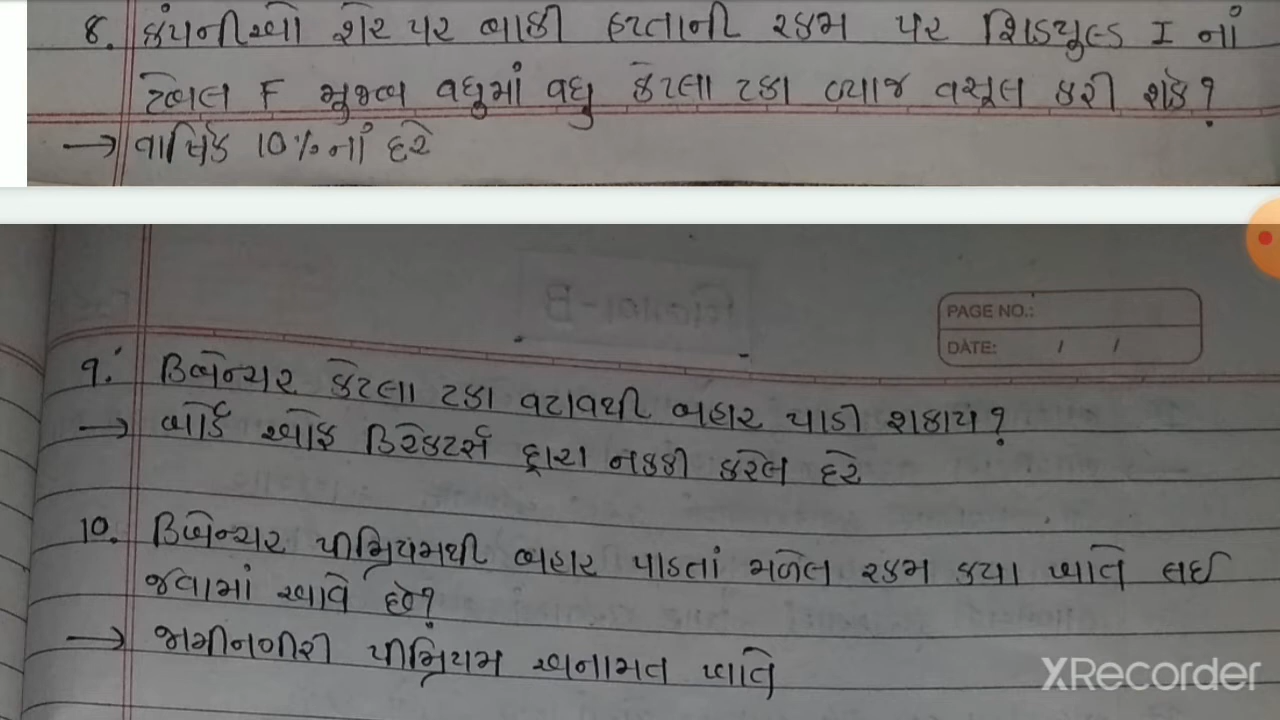 8. કંપનીઓ શેર પર બાકી હપ્તાની રકમ પર શિડ્યુલ્ડ I નાં
ટેબલ F મુજબ વધુમાં વધુ કેટલા ટકા વ્યાજ વસૂલ કરી શકે?
→ વાર્ષિક 10%નાં દરે
PAGE NO.:
DATE: / /
9. ડિબેન્ચર કેટલા ટકા વટાવથી બહાર પાડી શકાય?
→ બોર્ડ ઓફ ડિરેક્ટર્સ દ્વારા નક્કી કરેલ દરે
10. ડિબેન્ચર પ્રીમિયમથી બહાર પાડતાં મળેલ રકમ કયા ખાતે લઈ
જવામાં આવે છે?
→ જામીનગીરી પ્રીમિયમ અનામત ખાતે
XRecorder